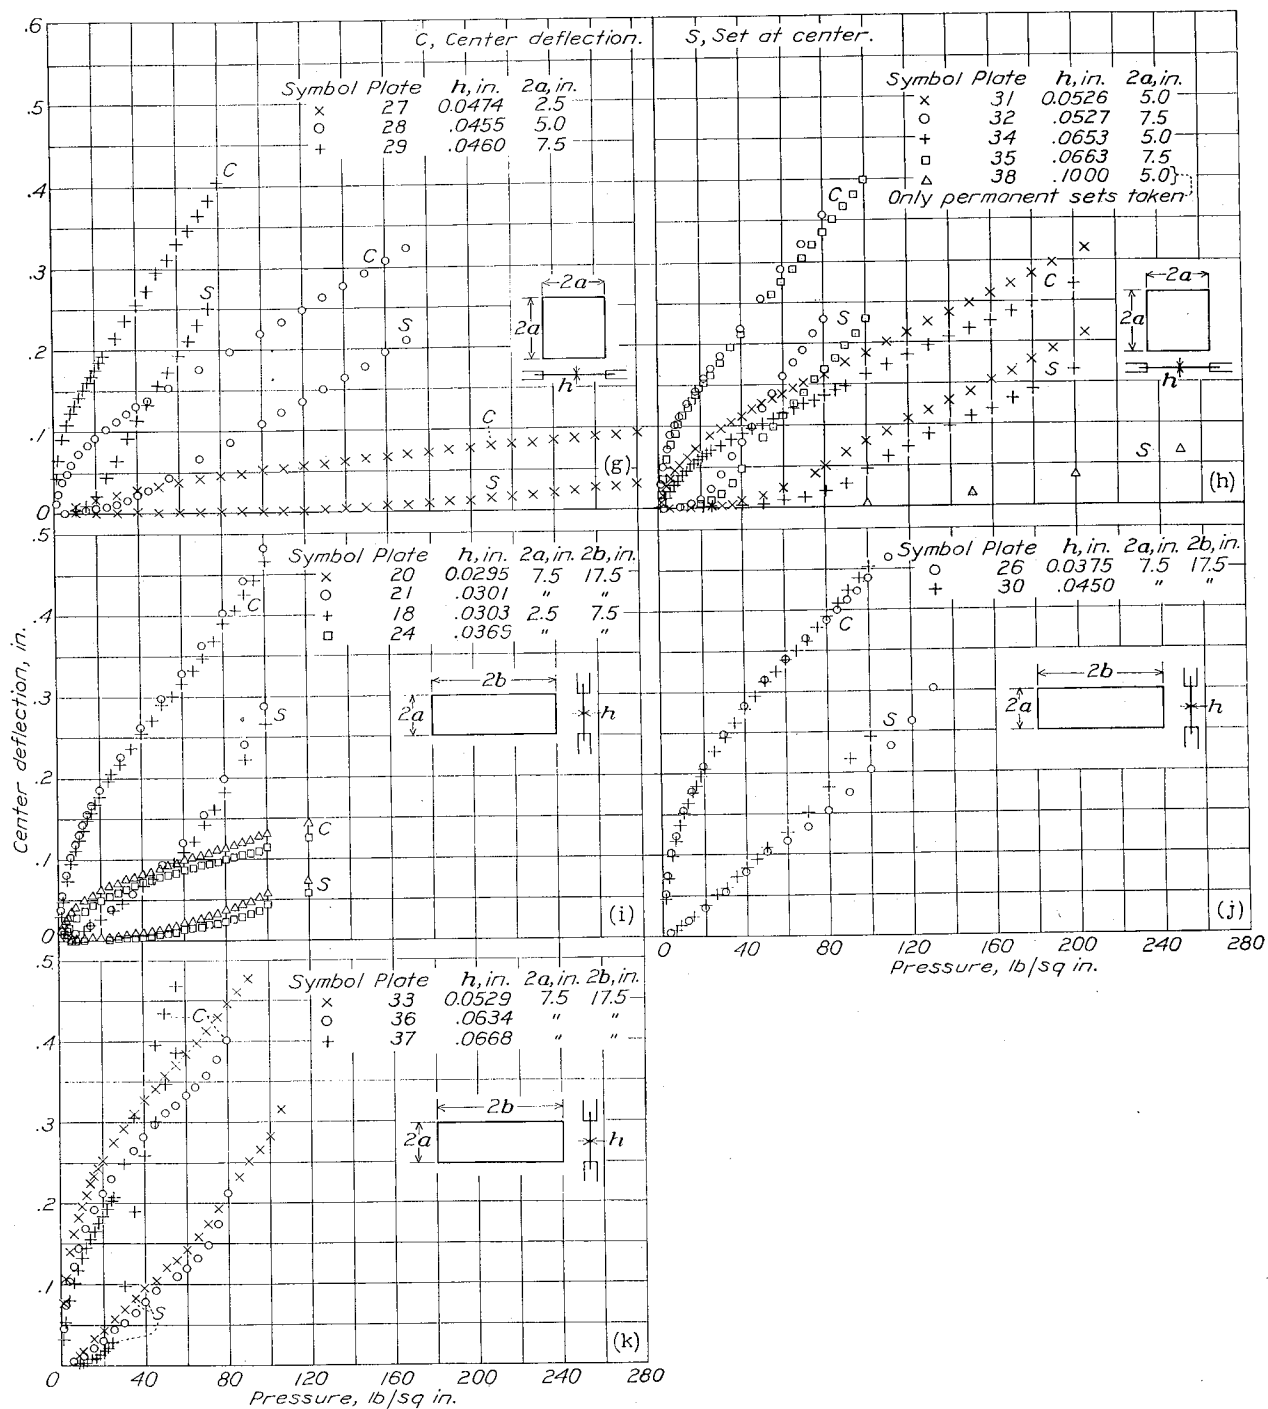 C, Center deflection.
S, Set at center.
.6
.5
.4
.3
.2
.1
0
Symbol Plate h, in. 2a, in.
× 27 0.0474 2.5
○ 28 .0455 5.0
+ 29 .0460 7.5
C
S
C
S
C
S
2a
2a
h
(g)
Symbol Plate h, in. 2a, in.
× 31 0.0526 5.0
○ 32 .0527 7.5
+ 34 .0653 5.0
□ 35 .0663 7.5
△ 38 .1000 5.0}
Only permanent sets taken
C
S
C
S
S
2a
2a
h
(h)
Center deflection, in.
.5
.4
.3
.2
.1
0
Symbol Plate h, in. 2a, in. 2b, in.
× 20 0.0295 7.5 17.5
○ 21 .0301 " "
+ 18 .0303 2.5 7.5
□ 24 .0365 " "
C
S
C
S
2b
2a
h
(i)
Symbol Plate h, in. 2a, in. 2b, in.
○ 26 0.0375 7.5 17.5
+ 30 .0450 " "
C
S
2b
2a
h
(j)
0 40 80 120 160 200 240 280
Pressure, lb/sq in.
.5
.4
.3
.2
.1
Symbol Plate h, in. 2a, in. 2b, in.
× 33 0.0529 7.5 17.5
○ 36 .0634 " "
+ 37 .0668 " "
C
S
2b
2a
h
(k)
0 40 80 120 160 200 240 280
Pressure, lb/sq in.